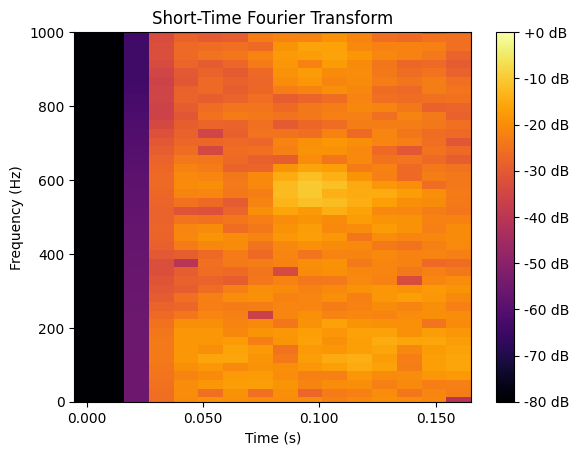 Short-Time Fourier Transform
1000
800
600
400
200
0
Frequency (Hz)
0.000
0.050
0.100
0.150
Time (s)
+0 dB
-10 dB
-20 dB
-30 dB
-40 dB
-50 dB
-60 dB
-70 dB
-80 dB